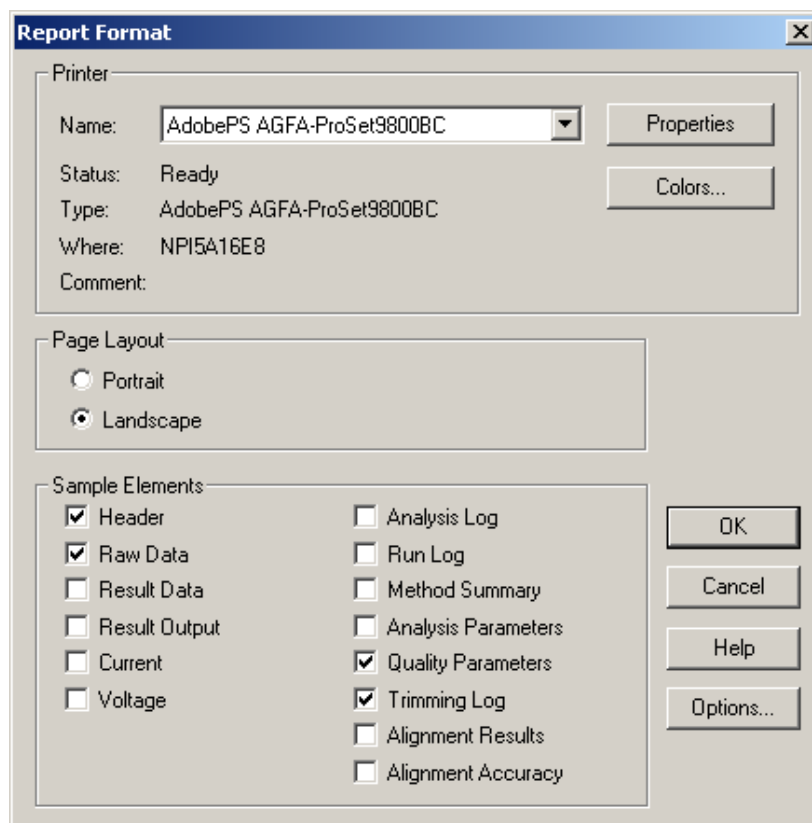 Report Format
Printer
Name: AdobePS AGFA-ProSet9800BC Properties
Status: Ready Colors...
Type: AdobePS AGFA-ProSet9800BC
Where: NPI5A16E8
Comment:
Page Layout
Portrait
Landscape
Sample Elements
Header
Raw Data
Result Data
Result Output
Current
Voltage
Analysis Log
Run Log
Method Summary
Analysis Parameters
Quality Parameters
Trimming Log
Alignment Results
Alignment Accuracy
OK
Cancel
Help
Options...